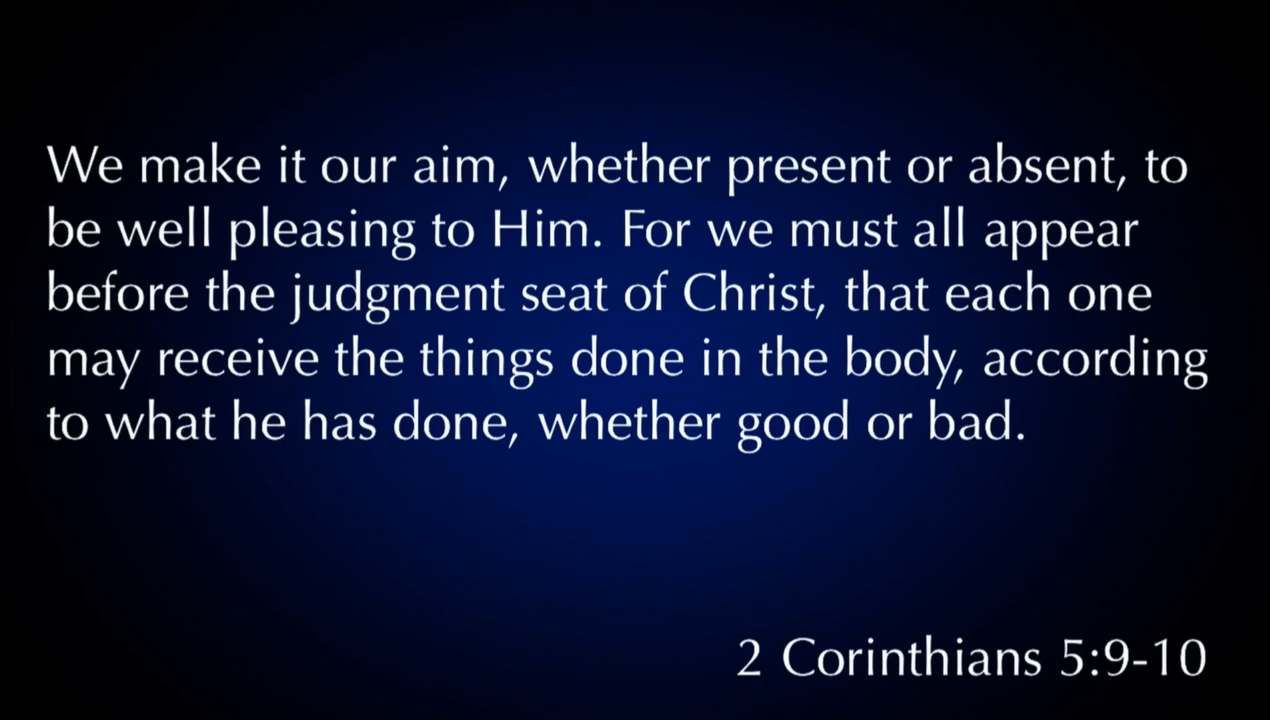 We make it our aim, whether present or absent, to
be well pleasing to Him. For we must all appear
before the judgment seat of Christ, that each one
may receive the things done in the body, according
to what he has done, whether good or bad.
2 Corinthians 5:9-10